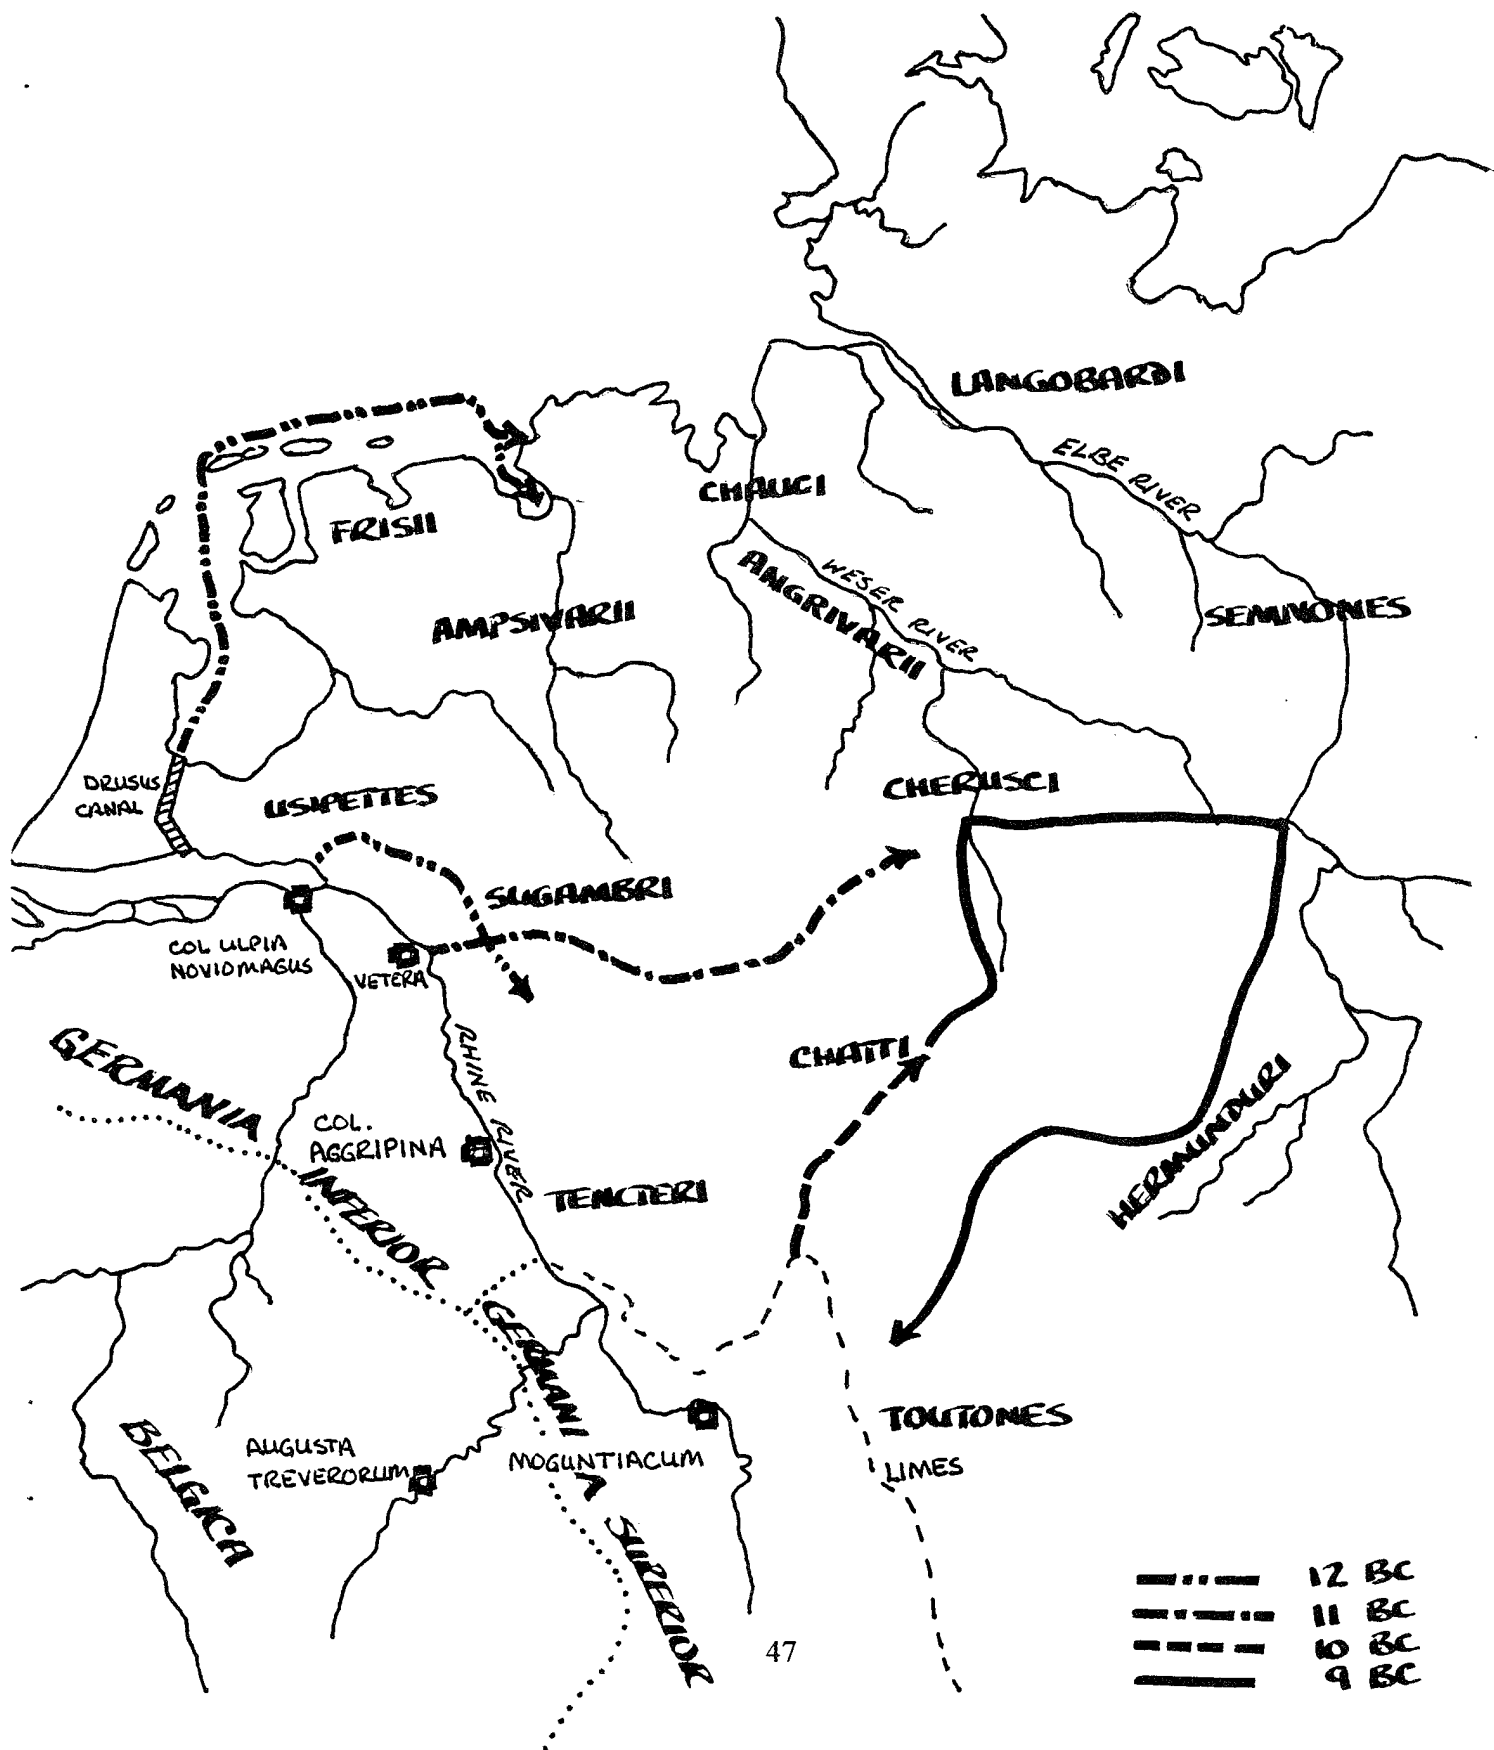 LANGOBARDI
ELBE RIVER
CHAUCI
FRISII
ANGRIVARII
WESER RIVER
SEMNONES
AMPSIVARII
DRUSUS
CANAL
USIPETTES
CHERUSCI
SUGAMBRI
COL ULPIA
NOVIOMAGUS
VETERA
RHINE RIVER
CHATTI
GERMANIA
INFERIOR
COL.
AGGRIPINA
TENCTERI
HERMUNDURI
GERMANIA
SURERIOR
TOUTONES
LIMES
BELGICA
AUGUSTA
TREVERORUM
MOGUNTIACUM
12 BC
11 BC
10 BC
9 BC
47